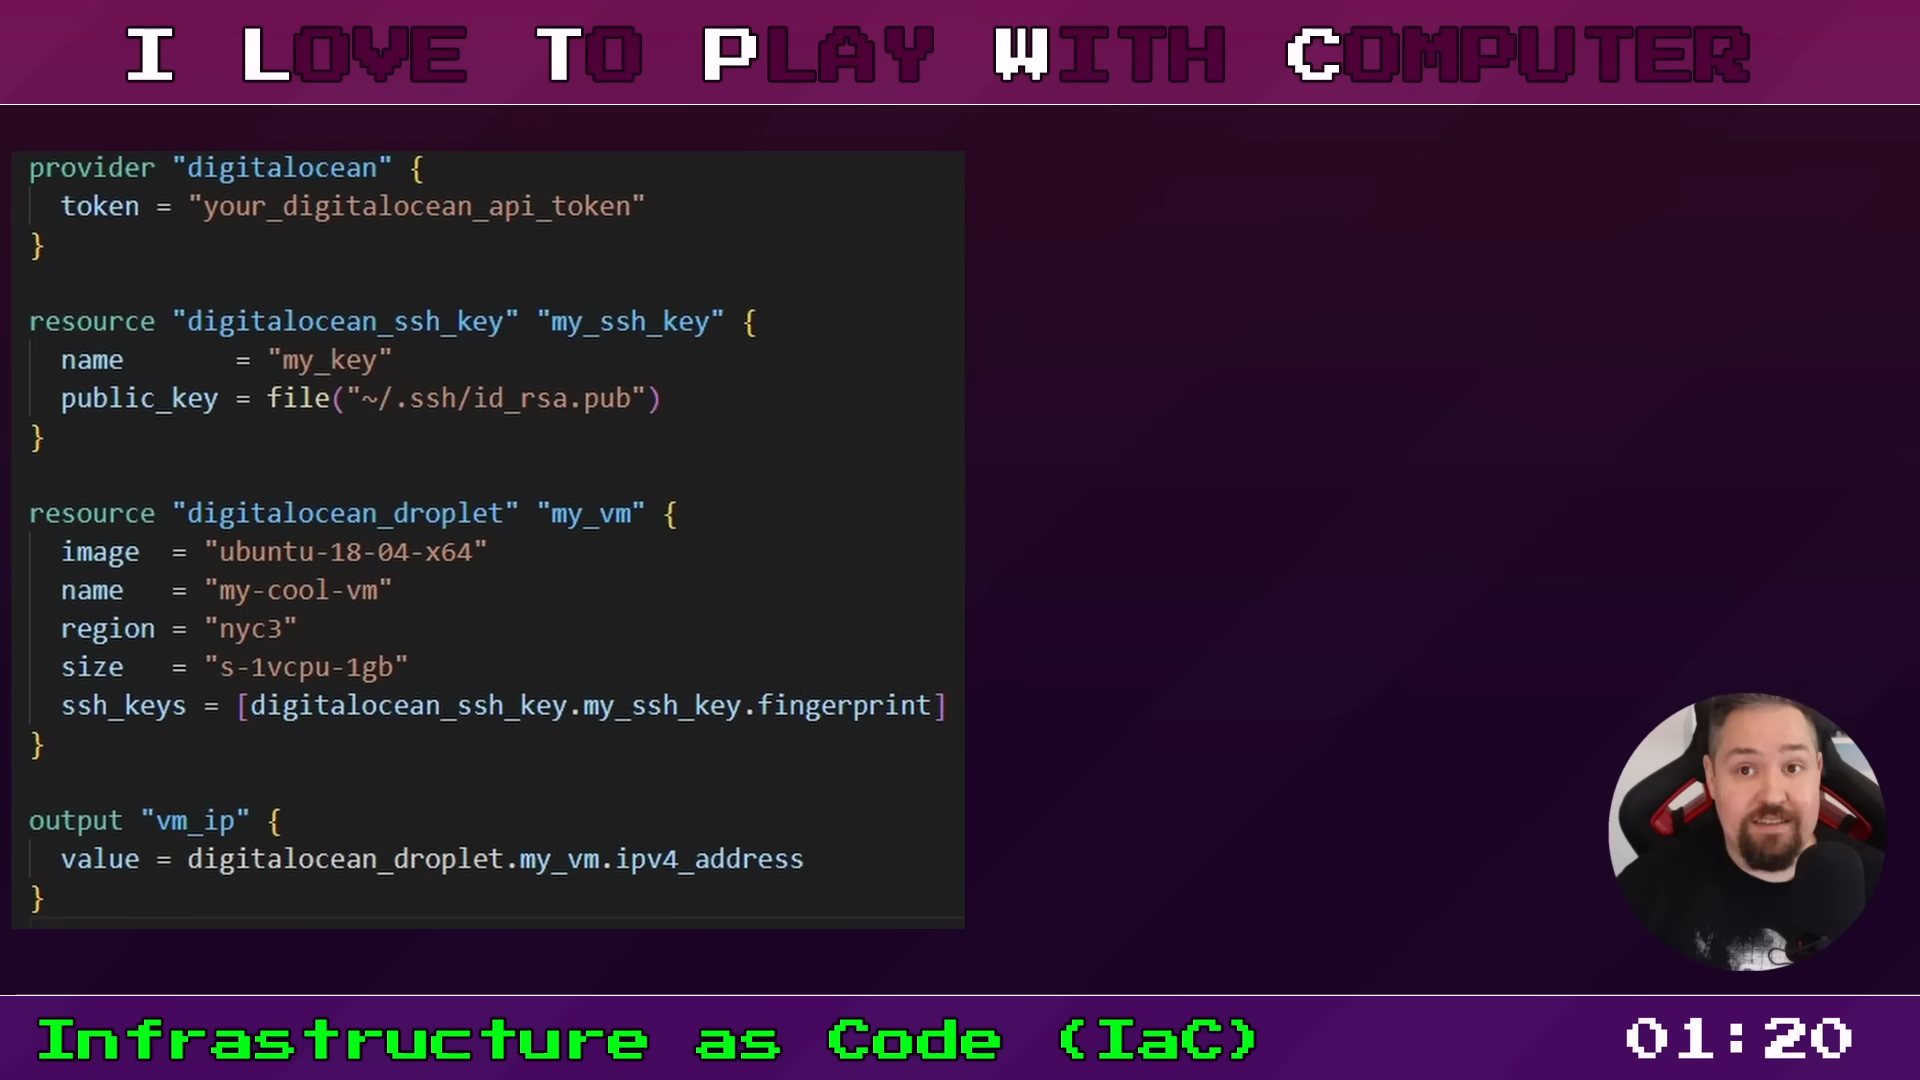 I LOVE TO PLAY WITH COMPUTER
provider "digitalocean" {
  token = "your_digitalocean_api_token"
}
resource "digitalocean_ssh_key" "my_ssh_key" {
  name       = "my_key"
  public_key = file("~/.ssh/id_rsa.pub")
}
resource "digitalocean_droplet" "my_vm" {
  image  = "ubuntu-18-04-x64"
  name   = "my-cool-vm"
  region = "nyc3"
  size   = "s-1vcpu-1gb"
  ssh_keys = [digitalocean_ssh_key.my_ssh_key.fingerprint]
}
output "vm_ip" {
  value = digitalocean_droplet.my_vm.ipv4_address
}
Infrastructure as Code (IaC)
01:20